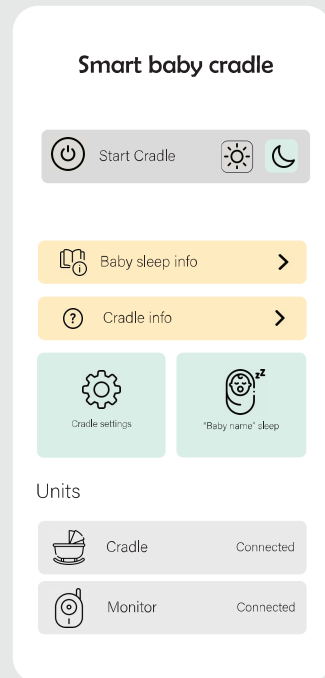 Smart baby cradle
Start Cradle
Baby sleep info
Cradle info
Cradle settings
"Baby name" sleep
Units
Cradle Connected
Monitor Connected